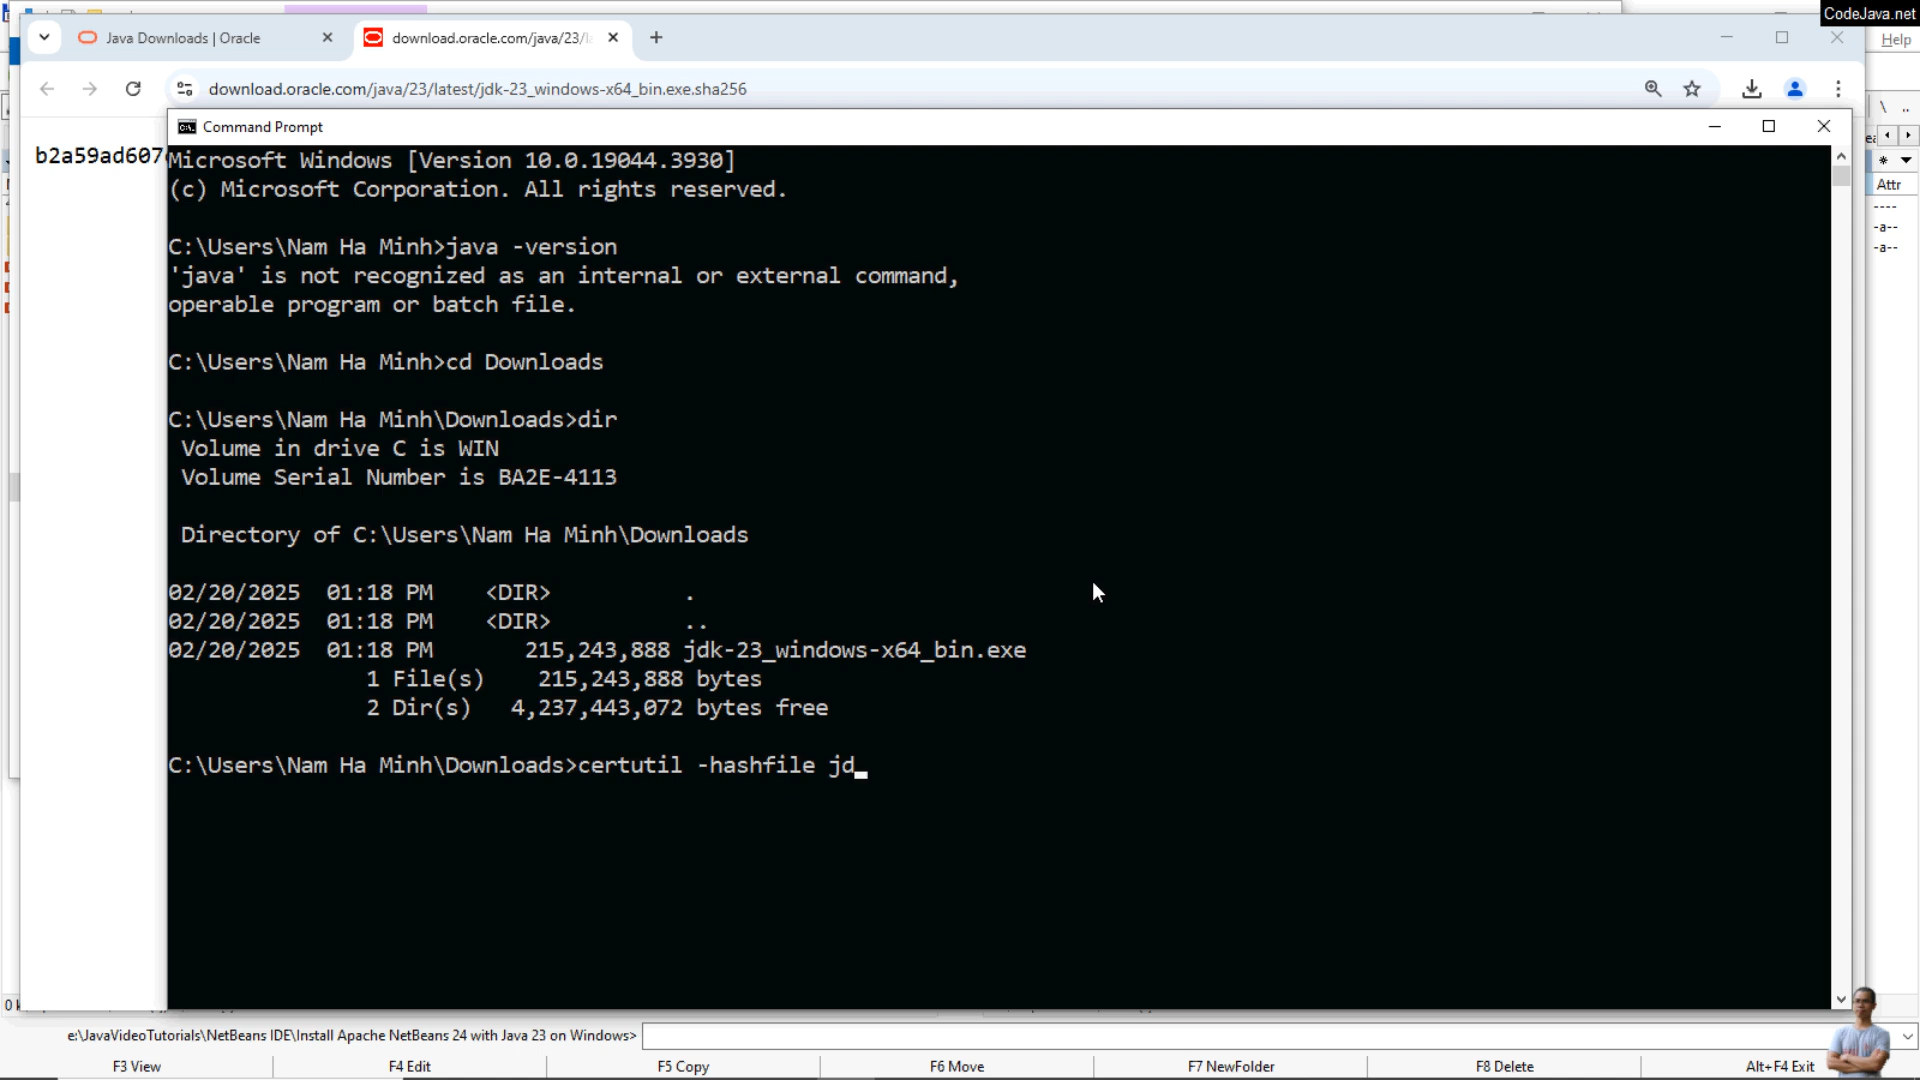 CodeJava.net
Java Downloads | Oracle
download.oracle.com/java/23/l
Help
download.oracle.com/java/23/latest/jdk-23_windows-x64_bin.exe.sha256
Command Prompt
b2a59ad607
Microsoft Windows [Version 10.0.19044.3930]
(c) Microsoft Corporation. All rights reserved.
C:\Users\Nam Ha Minh>java -version
'java' is not recognized as an internal or external command,
operable program or batch file.
C:\Users\Nam Ha Minh>cd Downloads
C:\Users\Nam Ha Minh\Downloads>dir
Volume in drive C is WIN
Volume Serial Number is BA2E-4113
Directory of C:\Users\Nam Ha Minh\Downloads
02/20/2025  01:18 PM    <DIR>          .
02/20/2025  01:18 PM    <DIR>          ..
02/20/2025  01:18 PM       215,243,888 jdk-23_windows-x64_bin.exe
1 File(s)    215,243,888 bytes
2 Dir(s)   4,237,443,072 bytes free
C:\Users\Nam Ha Minh\Downloads>certutil -hashfile jd_
\ ..
*
Attr
----
-a--
-a--
e:\JavaVideoTutorials\NetBeans IDE\Install Apache NetBeans 24 with Java 23 on Windows>
F3 View
F4 Edit
F5 Copy
F6 Move
F7 NewFolder
F8 Delete
Alt+F4 Exit